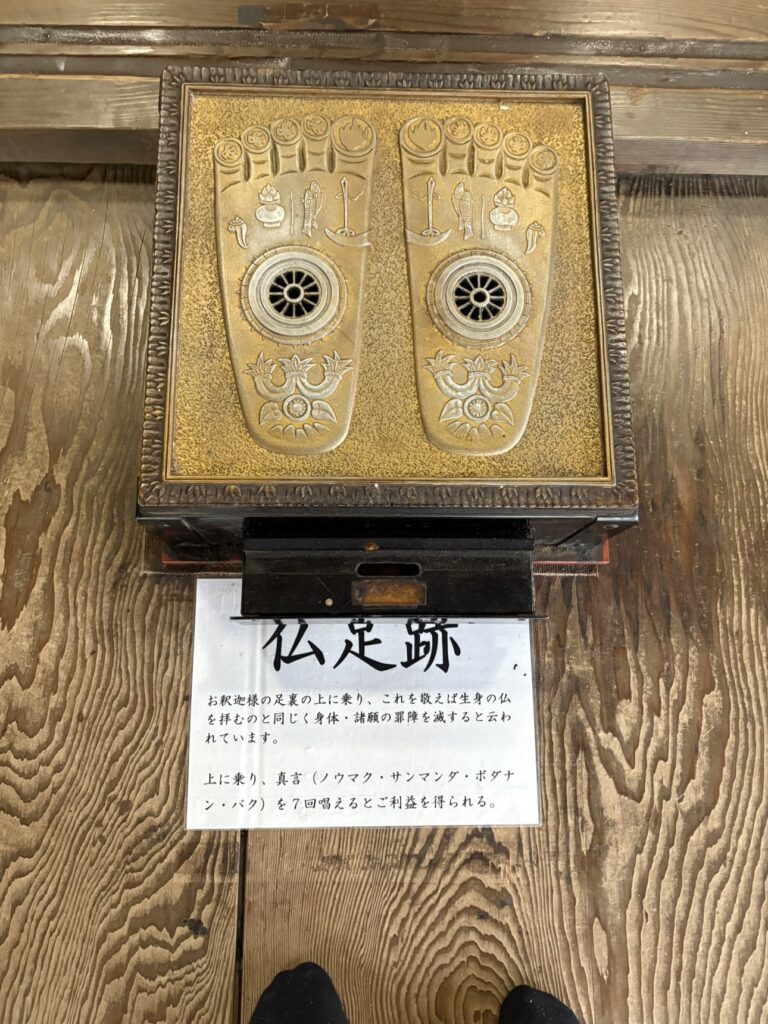 仏足跡
お釈迦様の足裏の上に乗り、これを敬えば生身の仏
を拝むのと同じく身体・諸願の罪障を滅すると云わ
れています。
上に乗り、真言（ノウマク・サンマンダ・ボダナ
ン・バク）を７回唱えるとご利益を得られる。